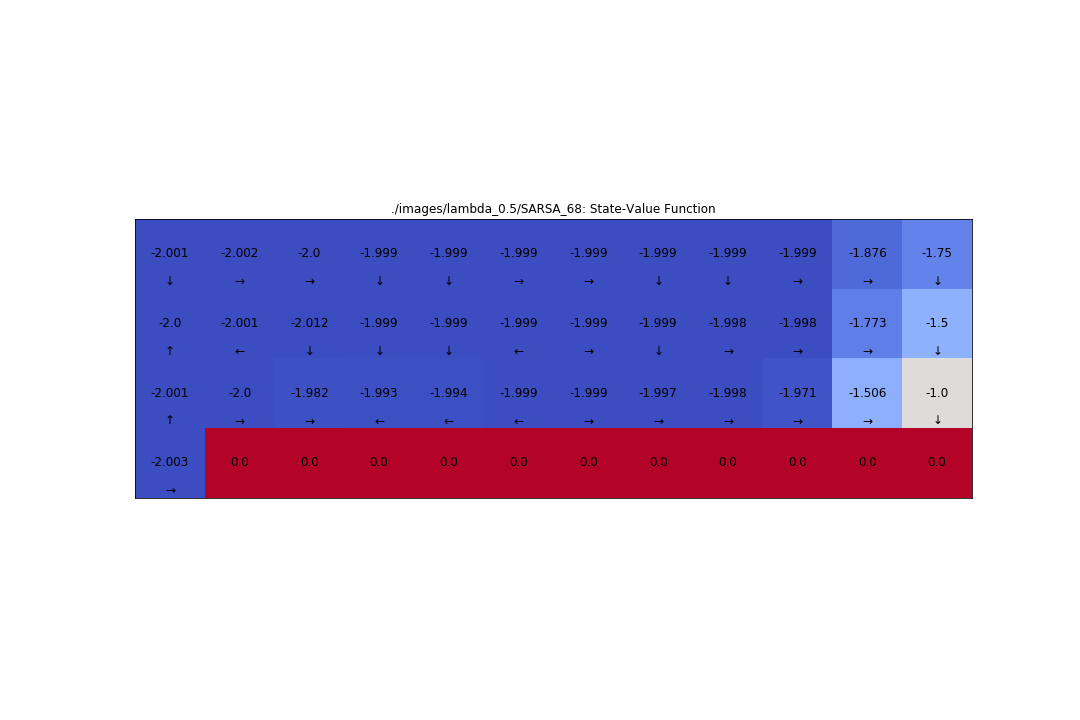 ./images/lambda_0.5/SARSA_68: State-Value Function
-2.001 -2.002 -2.0 -1.999 -1.999 -1.999 -1.999 -1.999 -1.999 -1.999 -1.876 -1.75
↓ → → ↓ ↓ → → ↓ ↓ → → ↓
-2.0 -2.001 -2.012 -1.999 -1.999 -1.999 -1.999 -1.999 -1.998 -1.998 -1.773 -1.5
↑ ← ↓ ↓ ↓ ← → ↓ → → → ↓
-2.001 -2.0 -1.982 -1.993 -1.994 -1.999 -1.999 -1.997 -1.998 -1.971 -1.506 -1.0
↑ → → ← ← ← → → → → → ↓
-2.003 0.0 0.0 0.0 0.0 0.0 0.0 0.0 0.0 0.0 0.0 0.0
→